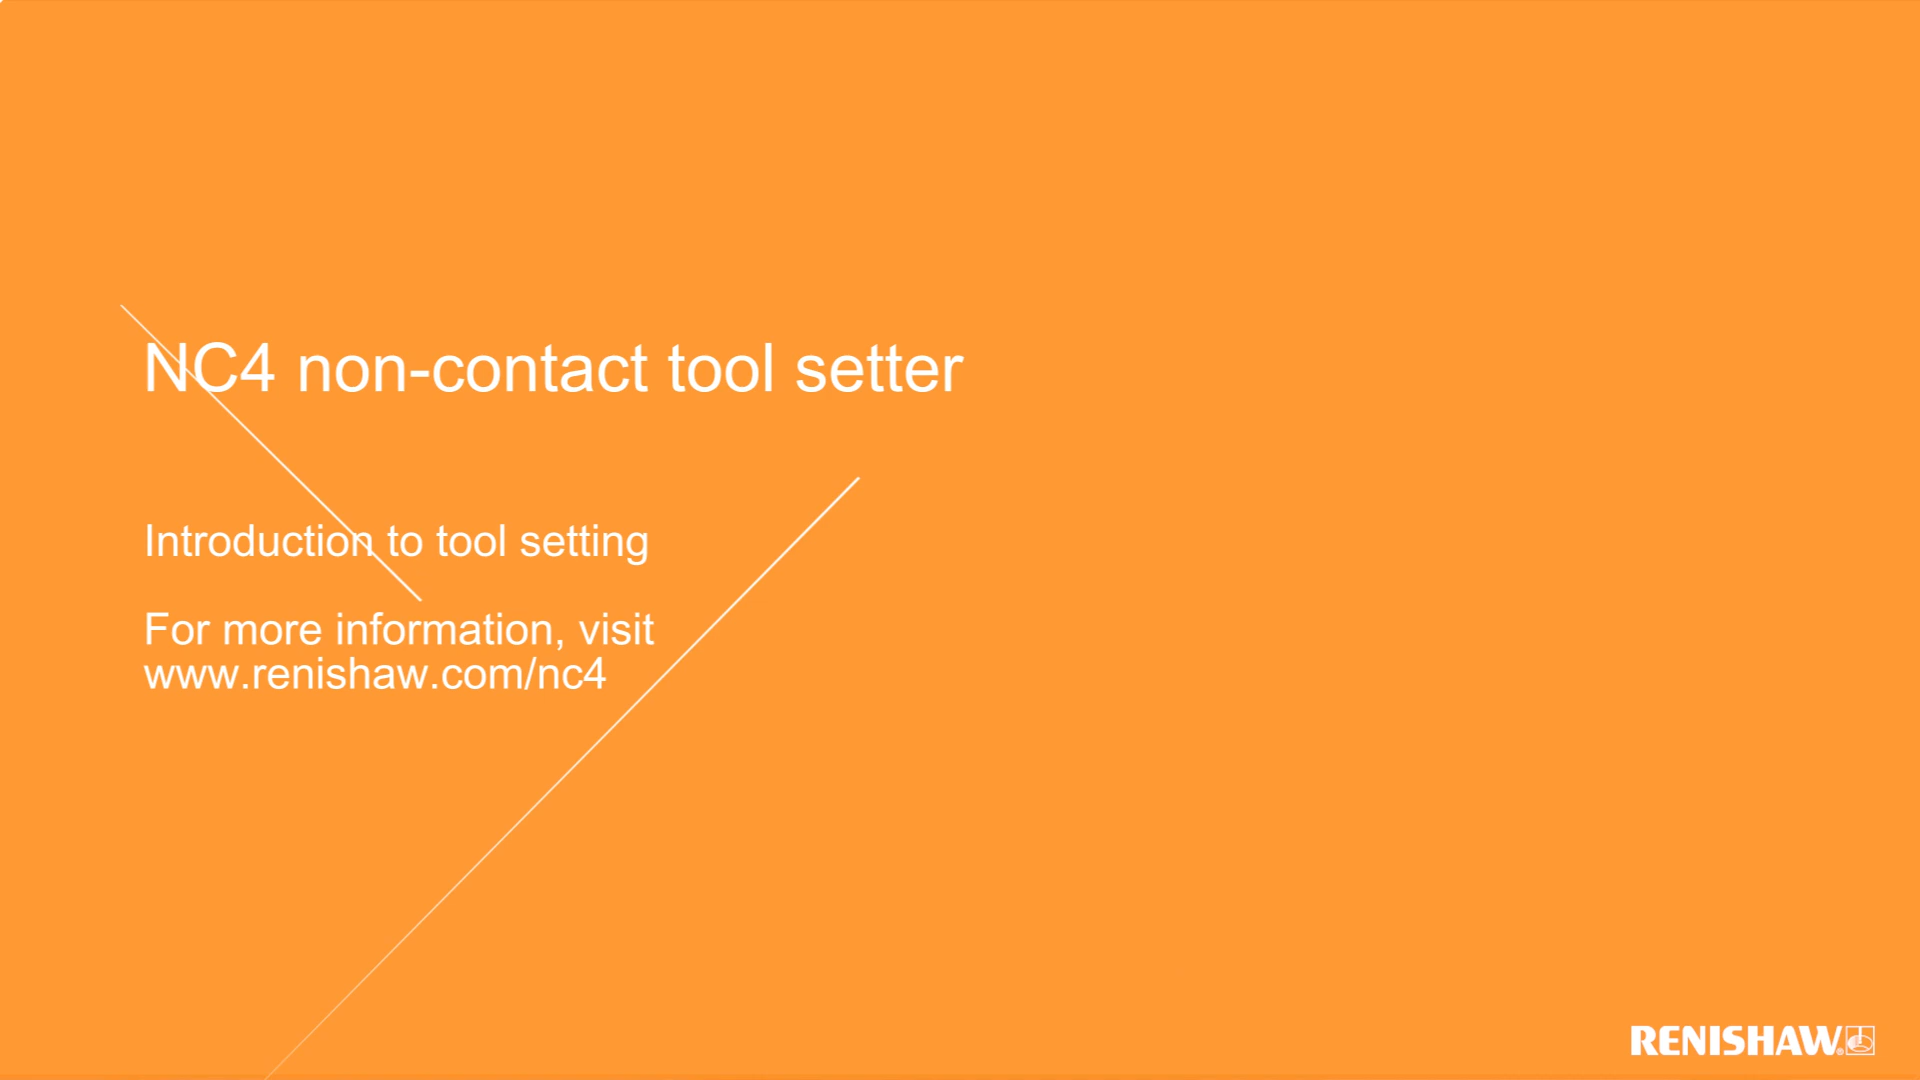 NC4 non-contact tool setter
Introduction to tool setting
For more information, visit
www.renishaw.com/nc4
RENISHAW®